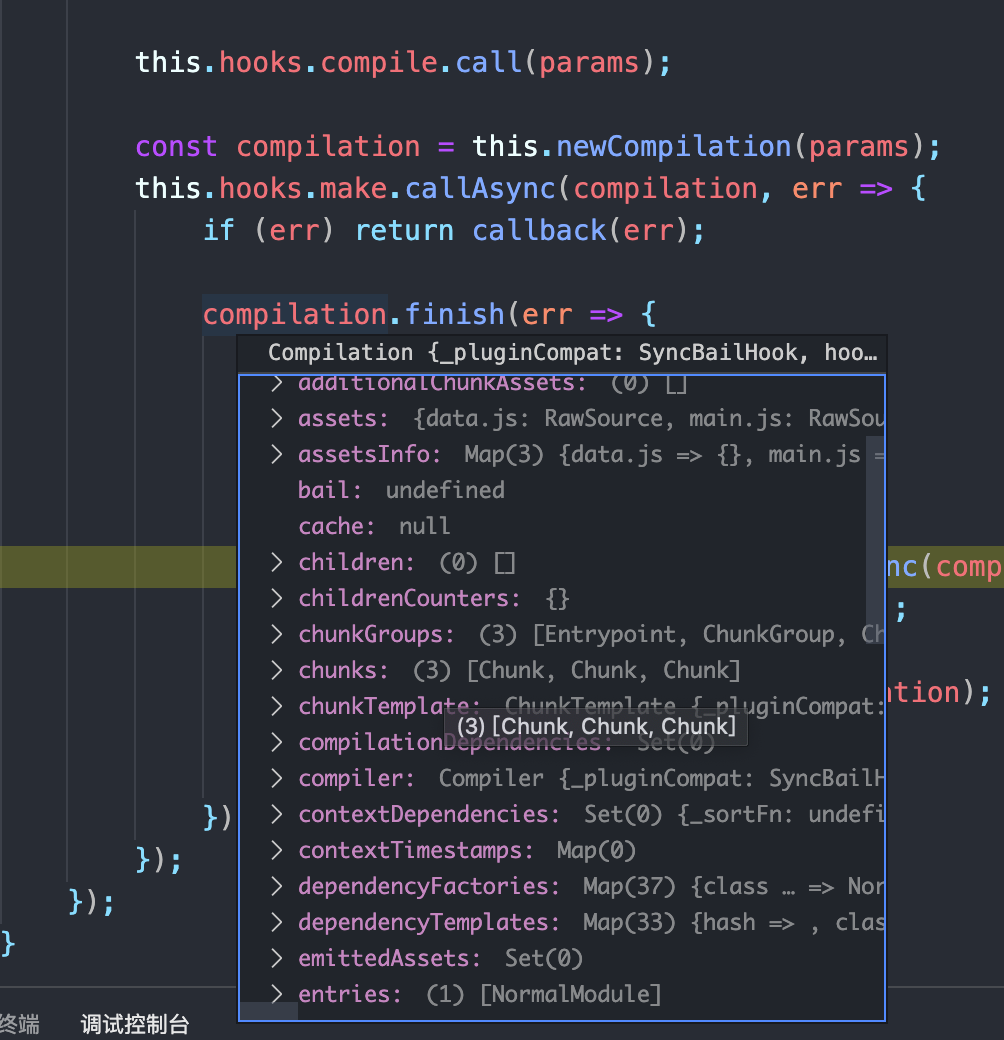 this.hooks.compile.call(params);
const compilation = this.newCompilation(params);
this.hooks.make.callAsync(compilation, err => {
if (err) return callback(err);
compilation.finish(err => {
Compilation {_pluginCompat: SyncBailHook, hoo…
additionalChunkAssets: (0) []
assets: {data.js: RawSource, main.js: RawSou
assetsInfo: Map(3) {data.js => {}, main.js =
bail: undefined
cache: null
children: (0) []
nc(comp
childrenCounters: {}
;
chunkGroups: (3) [Entrypoint, ChunkGroup, Ch
chunks: (3) [Chunk, Chunk, Chunk]
ation);
chunkTemplate: ChunkTemplate {_pluginCompat:
(3) [Chunk, Chunk, Chunk]
compilationDependencies: Set(0)
compiler: Compiler {_pluginCompat: SyncBailH
contextDependencies: Set(0) {_sortFn: undefi
})
contextTimestamps: Map(0)
});
dependencyFactories: Map(37) {class … => Nor
});
dependencyTemplates: Map(33) {hash => , clas
}
emittedAssets: Set(0)
entries: (1) [NormalModule]
终端 调试控制台